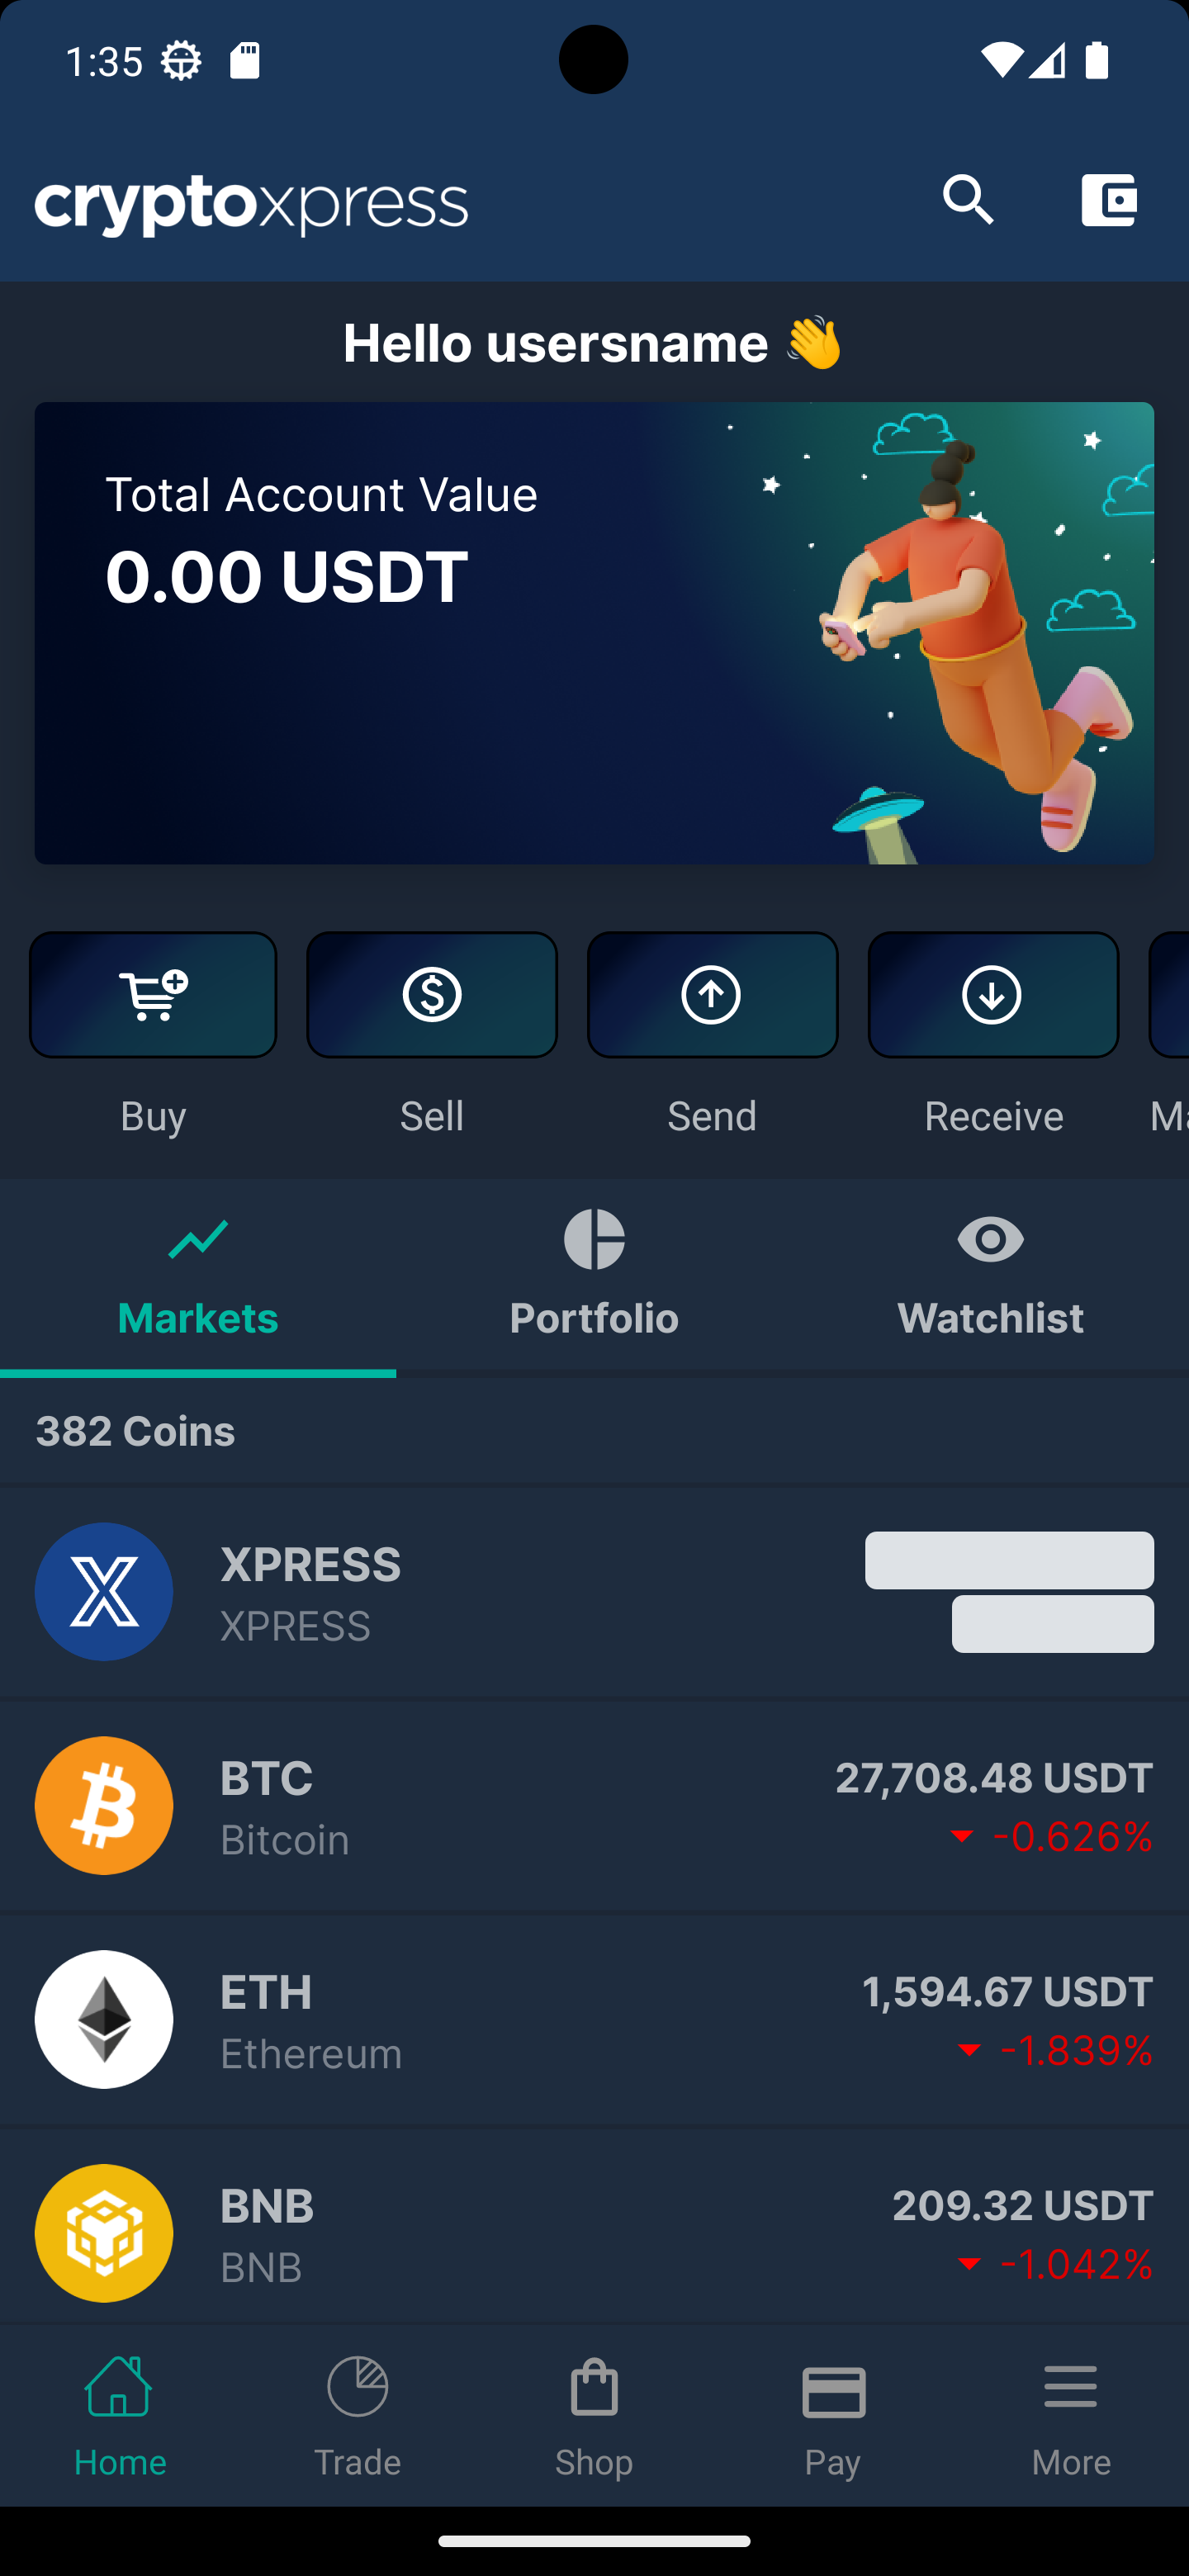 1:35
cryptoxpress
Hello usersname 👋
Total Account Value
0.00 USDT
Buy
Sell
Send
Receive
Markets
Portfolio
Watchlist
382 Coins
XPRESS
XPRESS
BTC
27,708.48 USDT
Bitcoin
-0.626%
ETH
1,594.67 USDT
Ethereum
-1.839%
BNB
209.32 USDT
BNB
-1.042%
Home
Trade
Shop
Pay
More